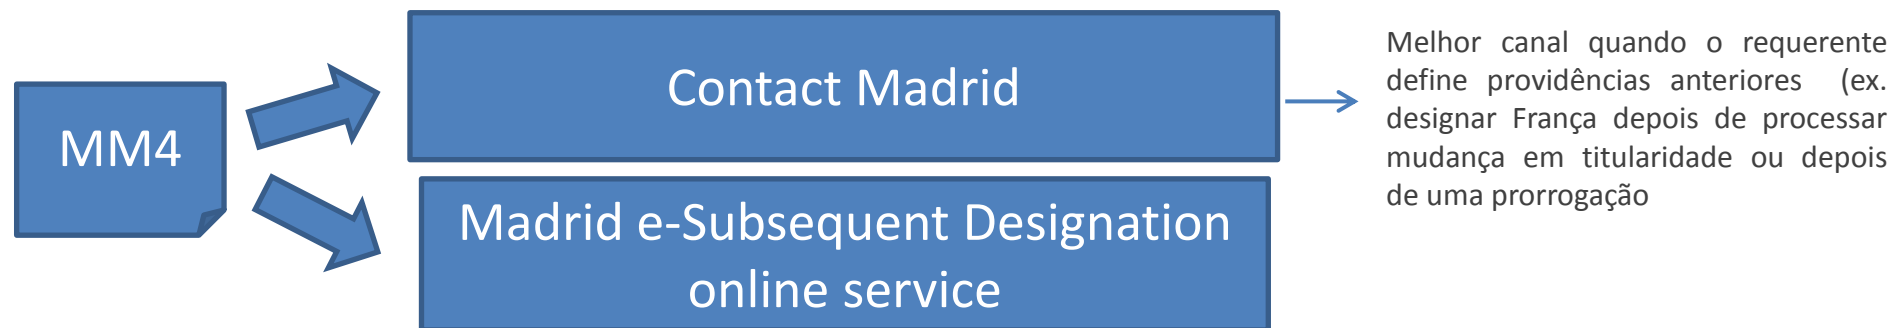 MM4
Contact Madrid
Melhor canal quando o requerente
define providências anteriores (ex.
designar França depois de processar
mudança em titularidade ou depois
de uma prorrogação
Madrid e-Subsequent Designation
online service